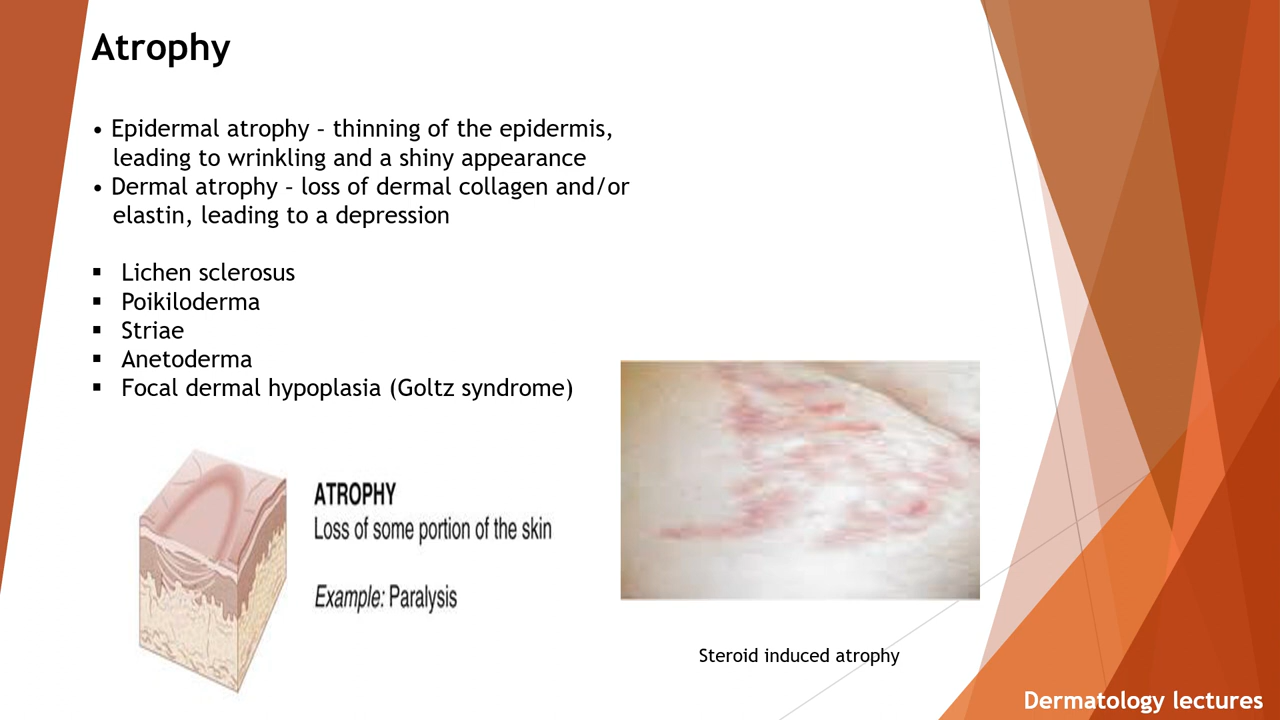 Atrophy
• Epidermal atrophy – thinning of the epidermis,
leading to wrinkling and a shiny appearance
• Dermal atrophy – loss of dermal collagen and/or
elastin, leading to a depression
▪ Lichen sclerosus
▪ Poikiloderma
▪ Striae
▪ Anetoderma
▪ Focal dermal hypoplasia (Goltz syndrome)
ATROPHY
Loss of some portion of the skin
Example: Paralysis
Steroid induced atrophy
Dermatology lectures